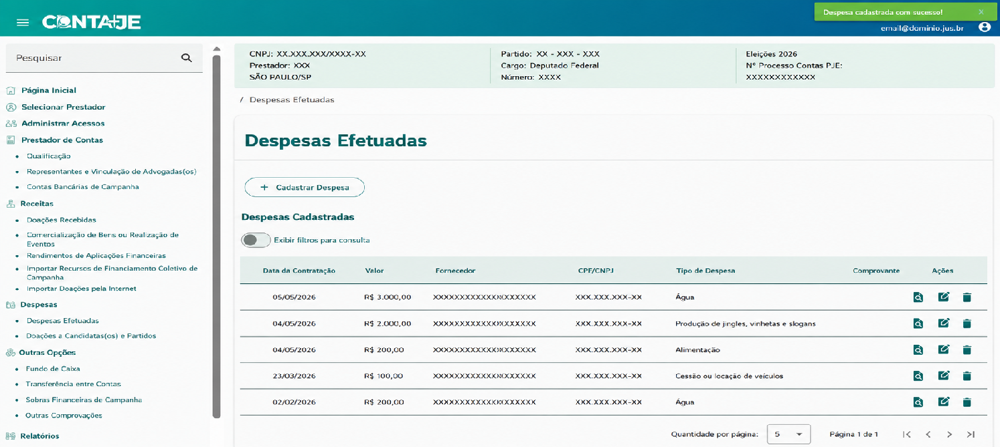 CONTA+JE
Despesa cadastrada com sucesso! ×
email@dominio.jus.br
Pesquisar
Página Inicial
Selecionar Prestador
Administrar Acessos
Prestador de Contas
Qualificação
Representantes e Vinculação de Advogadas(os)
Contas Bancárias de Campanha
Receitas
Doações Recebidas
Comercialização de Bens ou Realização de
Eventos
Rendimentos de Aplicações Financeiras
Importar Recursos de Financiamento Coletivo de
Campanha
Importar Doações pela Internet
Despesas
Despesas Efetuadas
Doações a Candidatas(os) e Partidos
Outras Opções
Fundo de Caixa
Transferência entre Contas
Sobras Financeiras de Campanha
Outras Comprovações
Relatórios
CNPJ: XX.XXX.XXX/XXXX-XX
Prestador: XXX
SÃO PAULO/SP
Partido: XX - XXX - XXX
Cargo: Deputado Federal
Número: XXXX
Eleições 2026
Nº Processo Contas PJE:
XXXXXXXXXXXX
/ Despesas Efetuadas
Despesas Efetuadas
+ Cadastrar Despesa
Despesas Cadastradas
Exibir filtros para consulta
Data da Contratação Valor Fornecedor CPF/CNPJ Tipo de Despesa Comprovante Ações
05/05/2026 R$ 3.000,00 XXXXXXXXXXXXXXXXXXXX XXX.XXX.XXX-XX Água
04/05/2026 R$ 2.000,00 XXXXXXXXXXXXXXXXXXXX XXX.XXX.XXX-XX Produção de jingles, vinhetas e slogans
04/05/2026 R$ 200,00 XXXXXXXXXXXXXXXXXXXX XXX.XXX.XXX-XX Alimentação
23/03/2026 R$ 100,00 XXXXXXXXXXXXXXXXXXXX XXX.XXX.XXX-XX Cessão ou locação de veículos
02/02/2026 R$ 200,00 XXXXXXXXXXXXXXXXXXXX XXX.XXX.XXX-XX Água
Quantidade por página: 5 Página 1 de 1